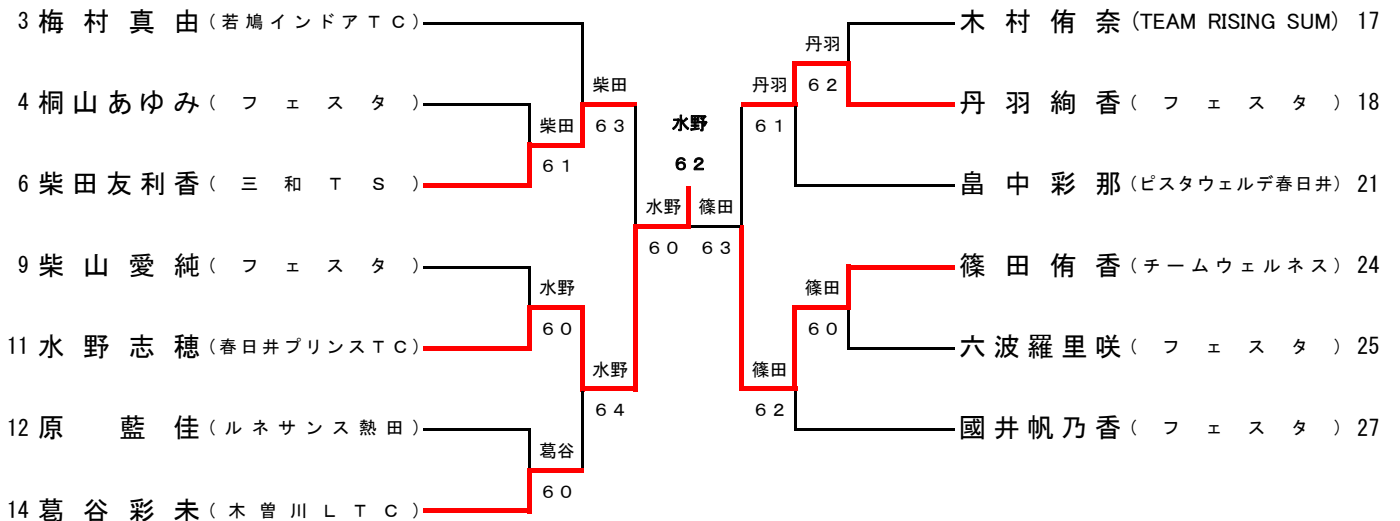 3 梅村真由(若鳩インドアTC)
4 桐山あゆみ(フェスタ)
6 柴田友利香(三和TS)
9 柴山愛純(フェスタ)
11 水野志穂(春日井プリンスTC)
12 原藍佳(ルネサンス熱田)
14 葛谷彩未(木曽川LTC)
柴田
61
水野
60
葛谷
60
柴田
63
水野
64
水野
60
水野
62
篠田
63
丹羽
61
篠田
62
丹羽
62
篠田
60
木村侑奈(TEAM RISING SUM) 17
丹羽絢香(フェスタ) 18
畠中彩那(ピスタウェルデ春日井) 21
篠田侑香(チームウェルネス) 24
六波羅里咲(フェスタ) 25
國井帆乃香(フェスタ) 27